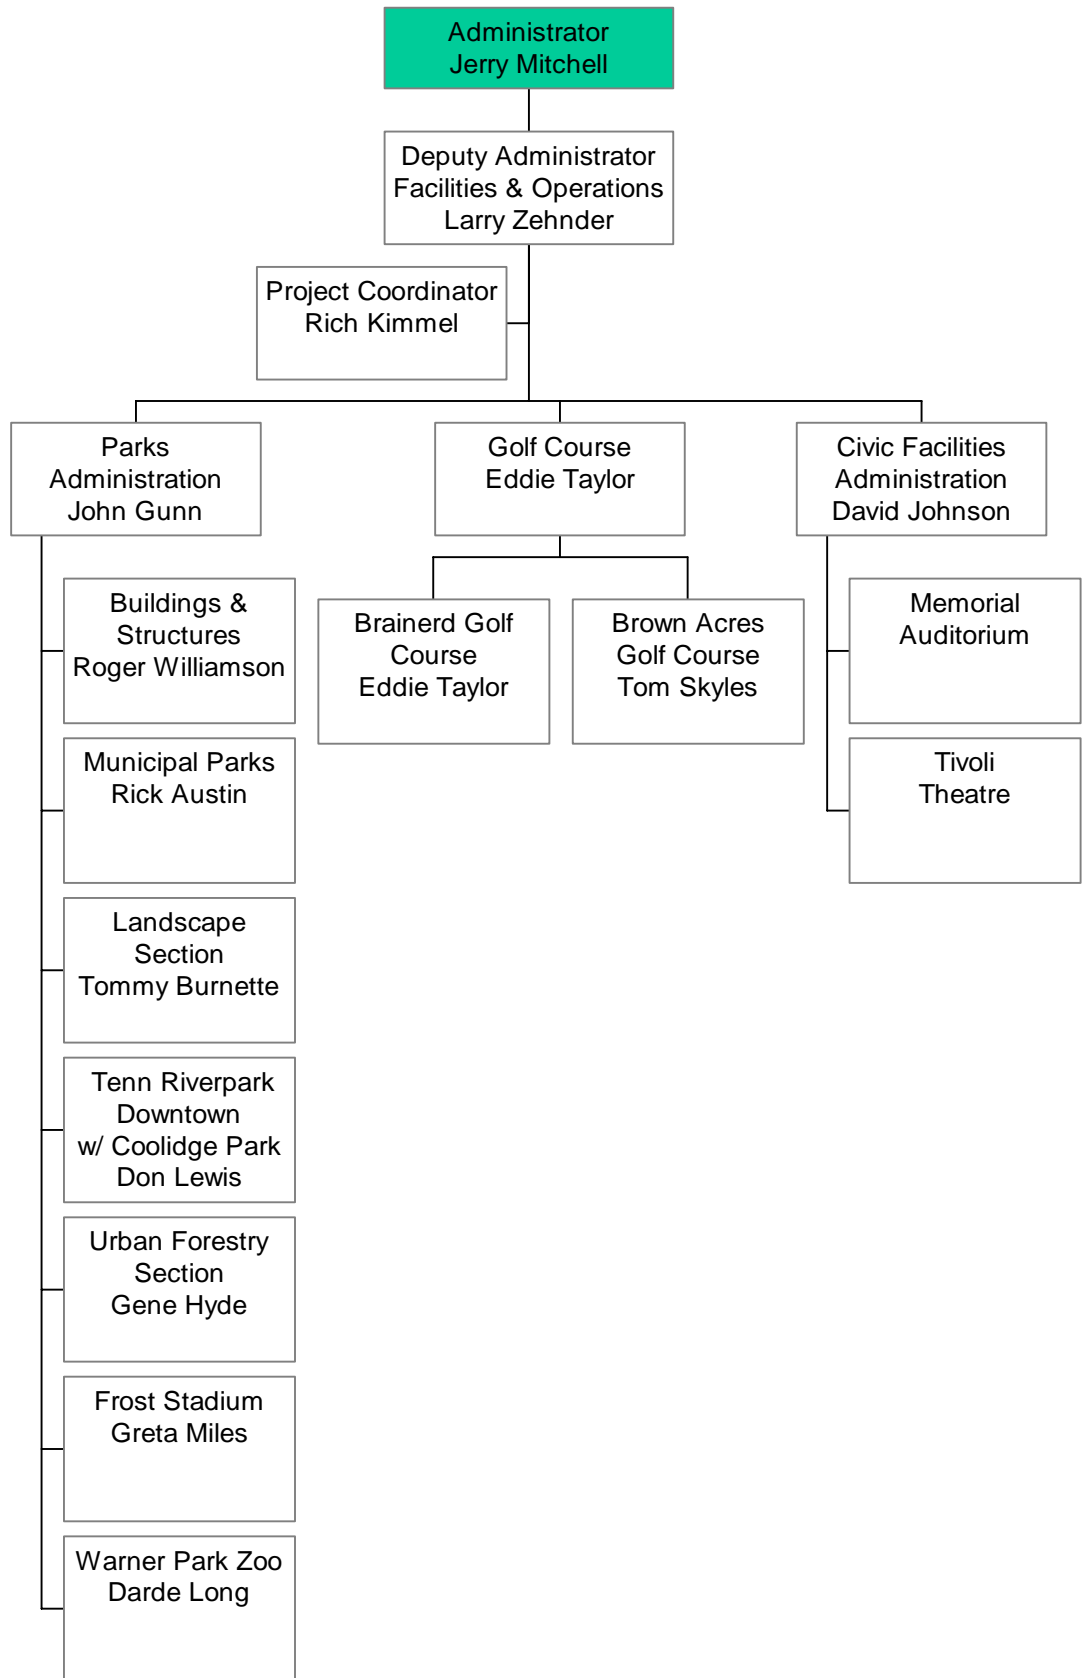 Administrator
Jerry Mitchell
Deputy Administrator
Facilities & Operations
Larry Zehnder
Project Coordinator
Rich Kimmel
Parks
Administration
John Gunn
Golf Course
Eddie Taylor
Civic Facilities
Administration
David Johnson
Buildings &
Structures
Roger Williamson
Municipal Parks
Rick Austin
Landscape
Section
Tommy Burnette
Tenn Riverpark
Downtown
w/ Coolidge Park
Don Lewis
Urban Forestry
Section
Gene Hyde
Frost Stadium
Greta Miles
Warner Park Zoo
Darde Long
Brainerd Golf
Course
Eddie Taylor
Brown Acres
Golf Course
Tom Skyles
Memorial
Auditorium
Tivoli
Theatre